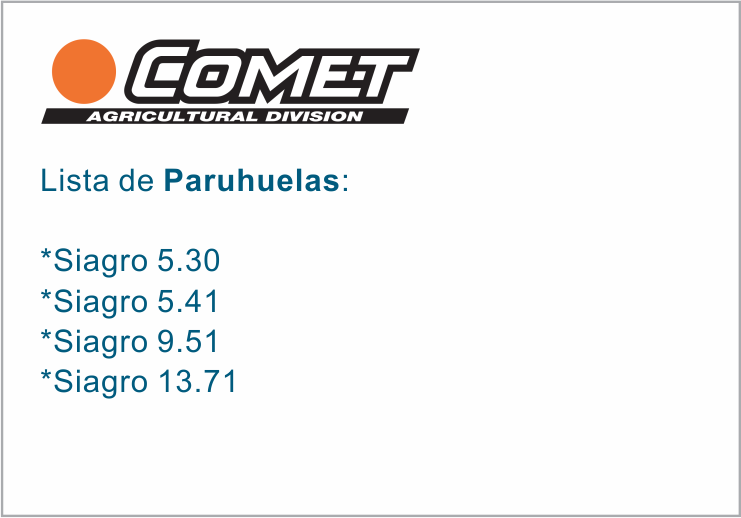 COMET
AGRICULTURAL DIVISION
Lista de Paruhuelas:
*Siagro 5.30
*Siagro 5.41
*Siagro 9.51
*Siagro 13.71